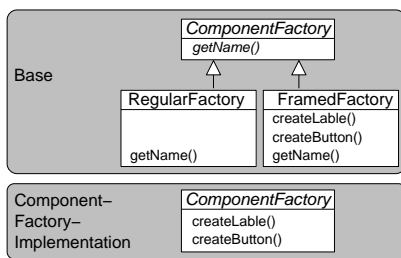 ComponentFactory
getName()
Base
RegularFactory
getName()
FramedFactory
createLable()
createButton()
getName()
Component–
Factory–
Implementation
ComponentFactory
createLable()
createButton()